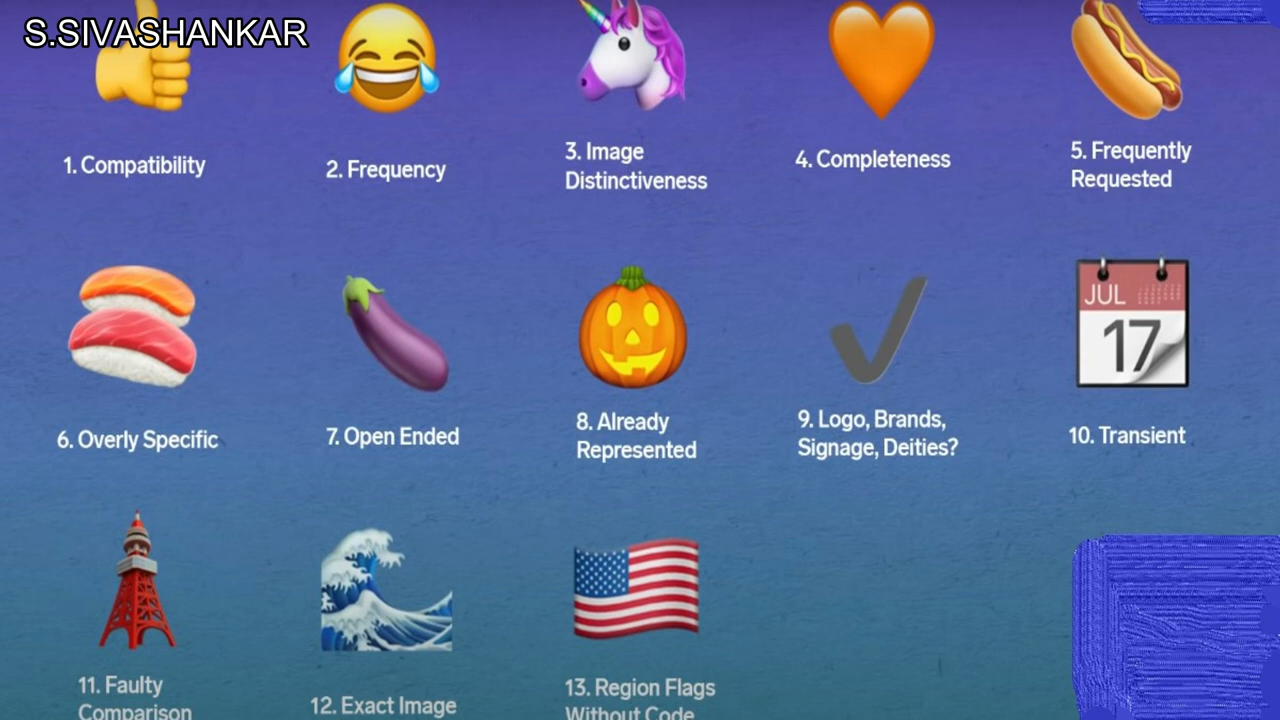 S.SIVASHANKAR
1. Compatibility
2. Frequency
3. Image
Distinctiveness
4. Completeness
5. Frequently
Requested
6. Overly Specific
7. Open Ended
8. Already
Represented
9. Logo, Brands,
Signage, Deities?
JUL
17
10. Transient
11. Faulty
Comparison
12. Exact Image
13. Region Flags
Without Code